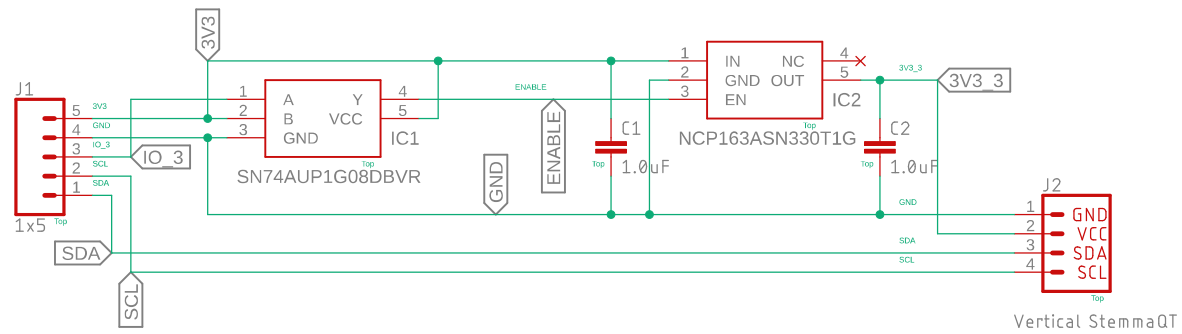 3V3
J1
5 3V3
4 GND
3 IO_3
2 SCL
1 SDA
1x5 Top
IO_3
SDA
SCL
1 A Y 4
2 B VCC 5
3 GND
IC1
Top
SN74AUP1G08DBVR
ENABLE
ENABLE
GND
C1
Top 1.0uF
1 IN NC 4
2 GND OUT 5
3 EN
IC2
Top
NCP163ASN330T1G
3V3_3
3V3_3
C2
Top 1.0uF
GND
SDA
SCL
J2
1 GND
2 VCC
3 SDA
4 SCL
Top
Vertical StemmaQT